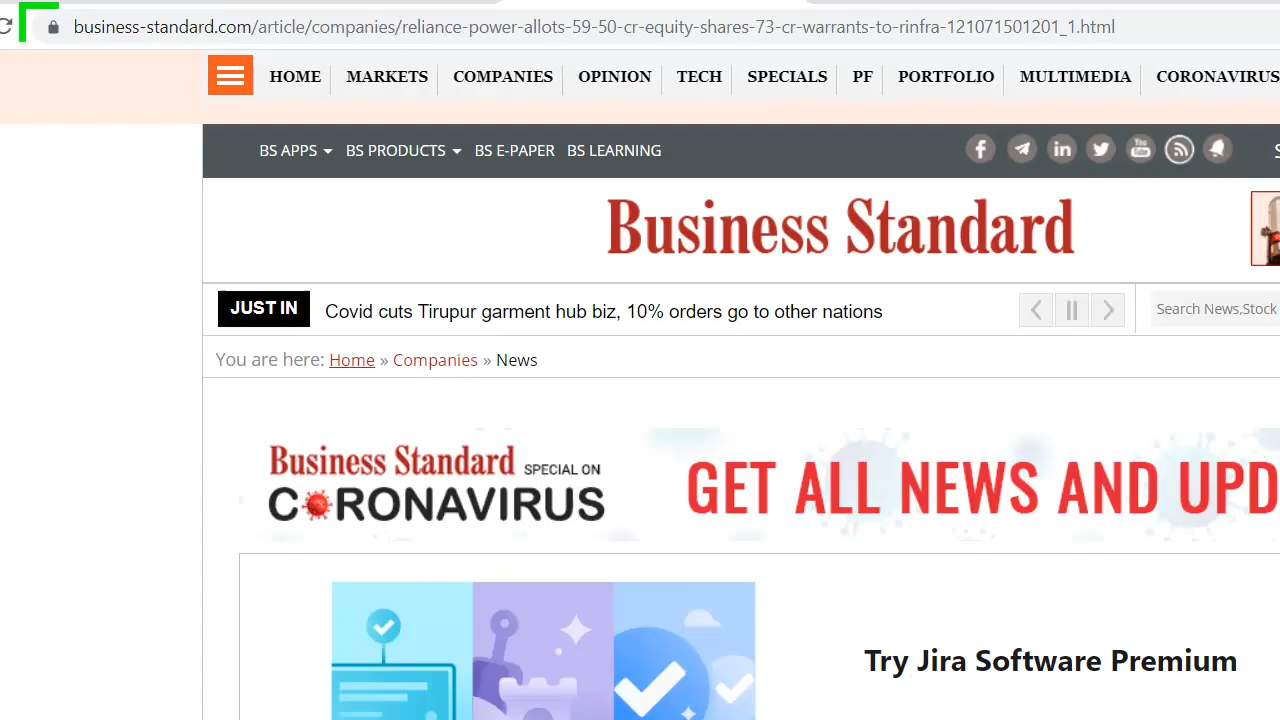 business-standard.com/article/companies/reliance-power-allots-59-50-cr-equity-shares-73-cr-warrants-to-rinfra-121071501201_1.html
HOME MARKETS COMPANIES OPINION TECH SPECIALS PF PORTFOLIO MULTIMEDIA CORONAVIRUS
BS APPS BS PRODUCTS BS E-PAPER BS LEARNING
You Tube
S
Business Standard
JUST IN Covid cuts Tirupur garment hub biz, 10% orders go to other nations
Search News,Stock
You are here: Home » Companies » News
Business Standard SPECIAL ON
CORONAVIRUS
GET ALL NEWS AND UPD
Try Jira Software Premium